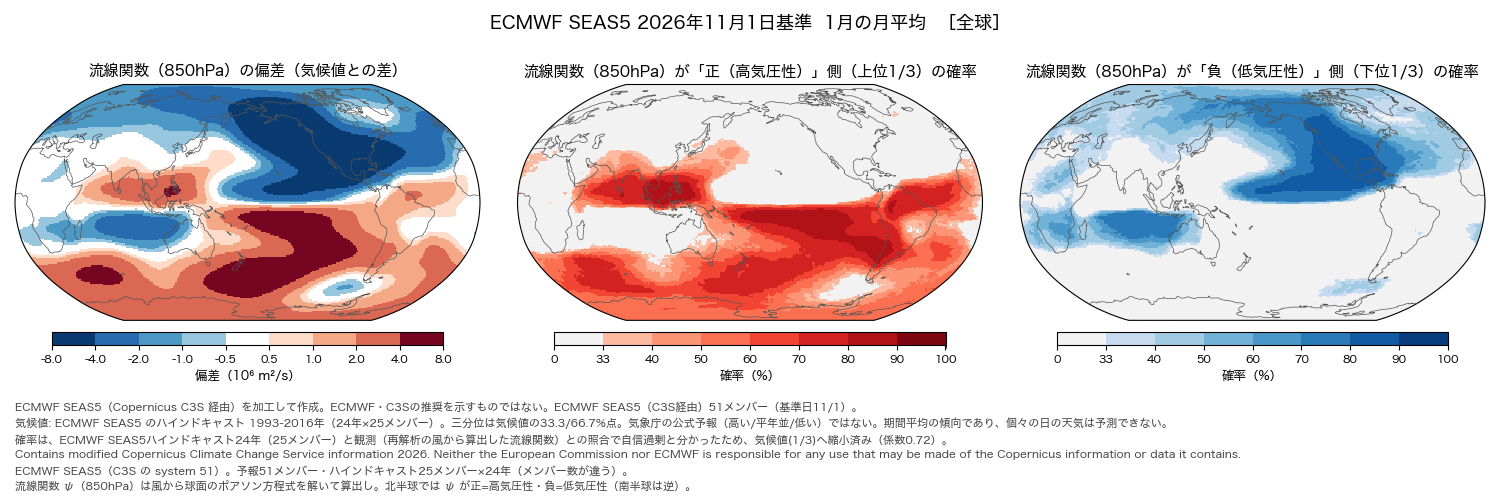 ECMWF SEAS5 2026年11月1日基準 1月の月平均 ［全球］
流線関数（850hPa）の偏差（気候値との差）
流線関数（850hPa）が「正（高気圧性）」側（上位1/3）の確率
流線関数（850hPa）が「負（低気圧性）」側（下位1/3）の確率
-8.0 -4.0 -2.0 -1.0 -0.5 0.5 1.0 2.0 4.0 8.0
偏差（10⁶ m²/s）
0 33 40 50 60 70 80 90 100
確率（%）
0 33 40 50 60 70 80 90 100
確率（%）
ECMWF SEAS5（Copernicus C3S 経由）を加工して作成。ECMWF・C3Sの推奨を示すものではない。ECMWF SEAS5（C3S経由）51メンバー（基準日11/1）。
気候値: ECMWF SEAS5 のハインドキャスト 1993-2016年（24年×25メンバー）。三分位は気候値の33.3/66.7%点。気象庁の公式予報（高い/平年並/低い）ではない。期間平均の傾向であり、個々の日の天気は予測できない。
確率は、ECMWF SEAS5ハインドキャスト24年（25メンバー）と観測（再解析の風から算出した流線関数）との照合で自信過剰と分かったため、気候値(1/3)へ縮小済み（係数0.72）。
Contains modified Copernicus Climate Change Service information 2026. Neither the European Commission nor ECMWF is responsible for any use that may be made of the Copernicus information or data it contains.
ECMWF SEAS5（C3S の system 51）。予報51メンバー・ハインドキャスト25メンバー×24年（メンバー数が違う）。
流線関数 ψ（850hPa）は風から球面のポアソン方程式を解いて算出し。北半球では ψ が正=高気圧性・負=低気圧性（南半球は逆）。